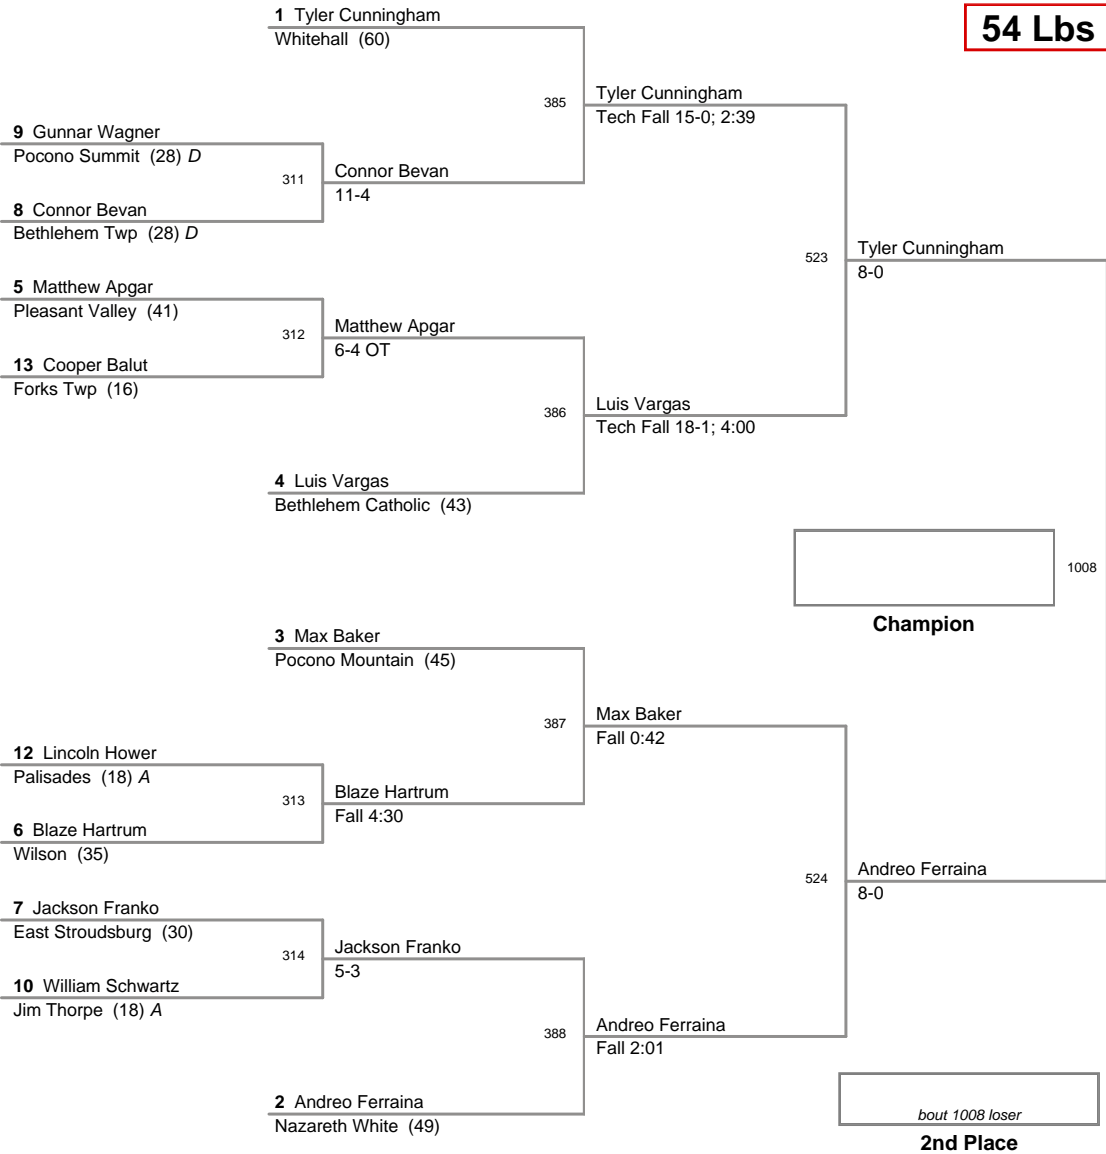 1 Tyler Cunningham
Whitehall (60)
54 Lbs
385
Tyler Cunningham
Tech Fall 15-0; 2:39
9 Gunnar Wagner
Pocono Summit (28) D
311
Connor Bevan
11-4
8 Connor Bevan
Bethlehem Twp (28) D
523
Tyler Cunningham
8-0
5 Matthew Apgar
Pleasant Valley (41)
312
Matthew Apgar
6-4 OT
13 Cooper Balut
Forks Twp (16)
386
Luis Vargas
Tech Fall 18-1; 4:00
4 Luis Vargas
Bethlehem Catholic (43)
1008
Champion
3 Max Baker
Pocono Mountain (45)
387
Max Baker
Fall 0:42
12 Lincoln Hower
Palisades (18) A
313
Blaze Hartrum
Fall 4:30
6 Blaze Hartrum
Wilson (35)
524
Andreo Ferraina
8-0
7 Jackson Franko
East Stroudsburg (30)
314
Jackson Franko
5-3
10 William Schwartz
Jim Thorpe (18) A
388
Andreo Ferraina
Fall 2:01
2 Andreo Ferraina
Nazareth White (49)
bout 1008 loser
2nd Place